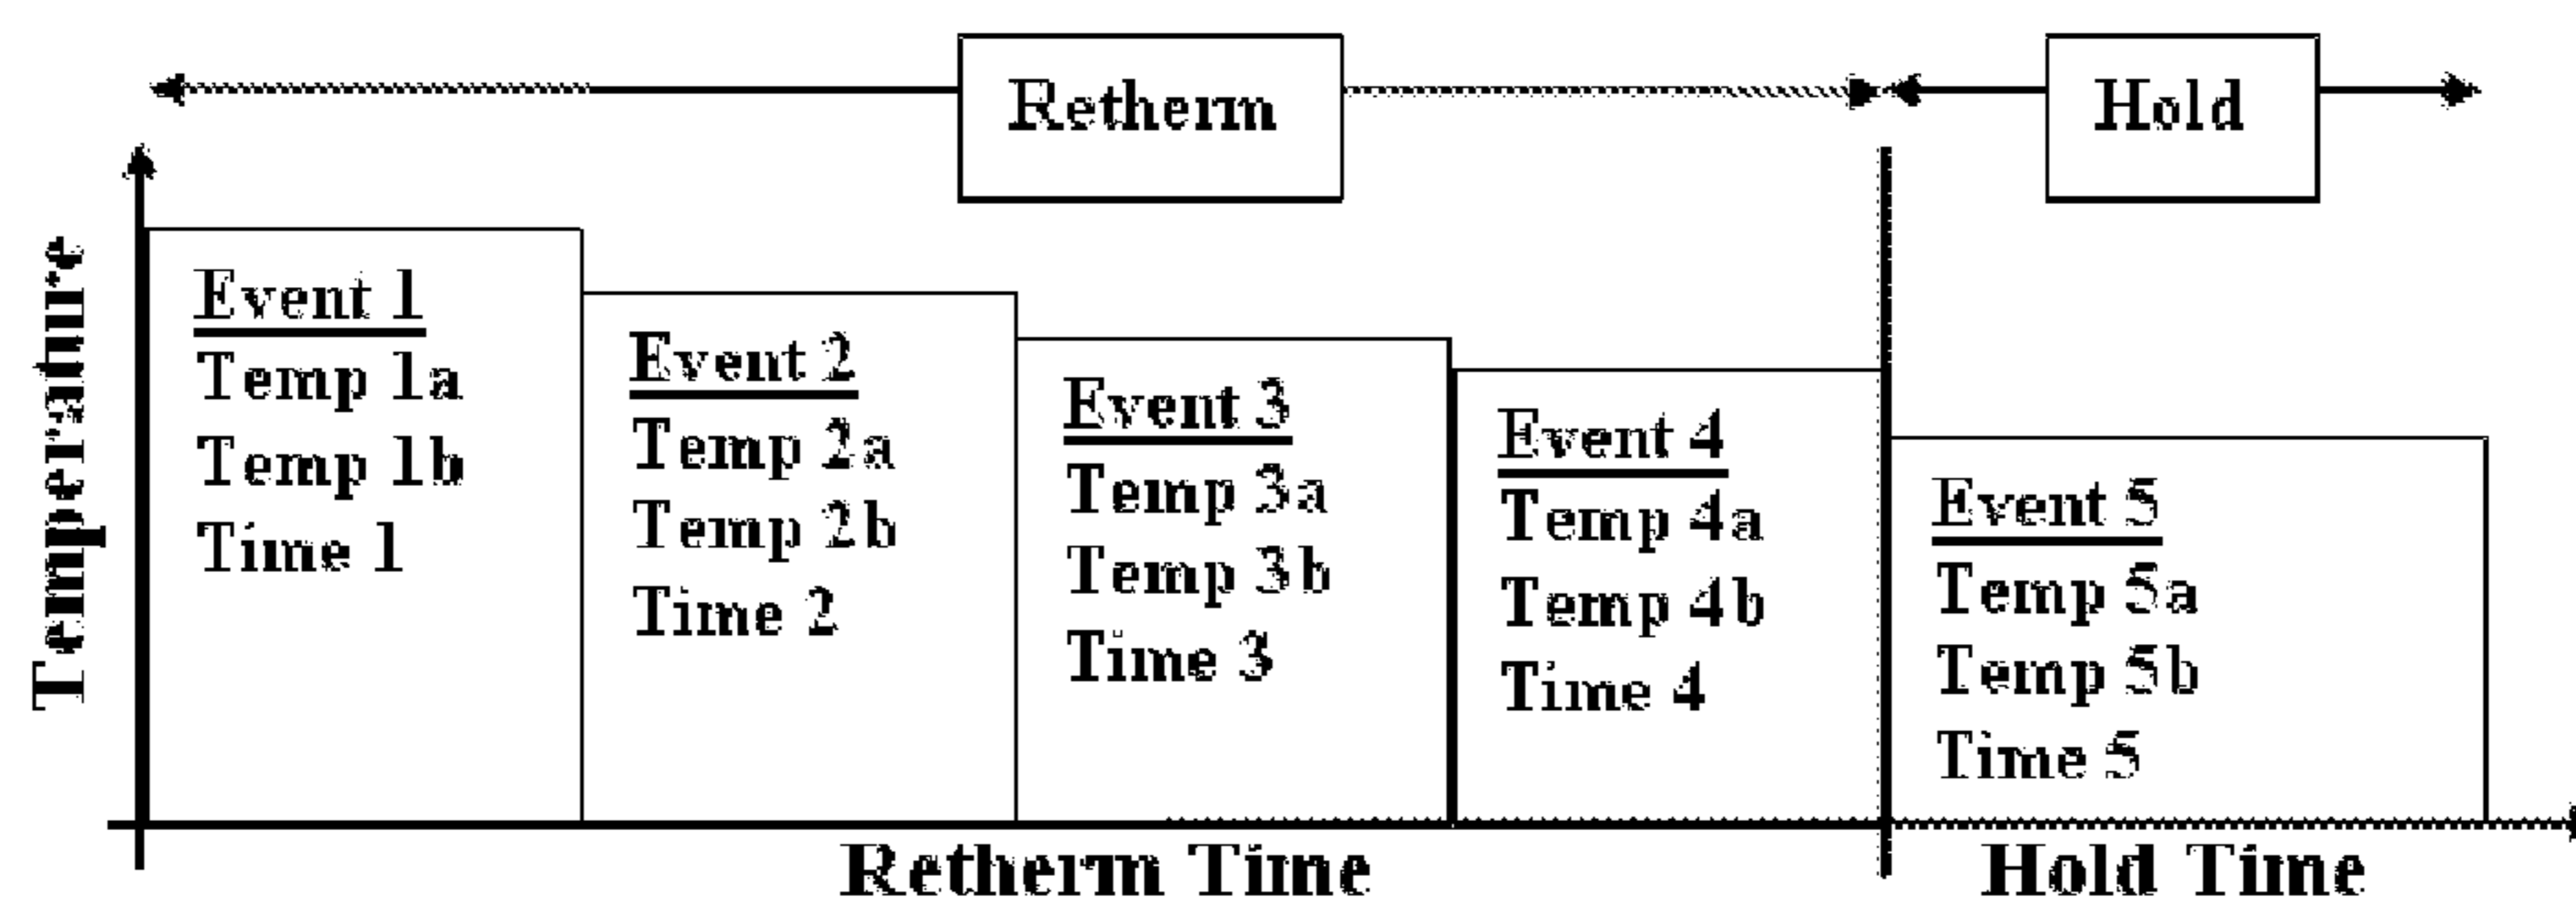 Retherm
Hold
Temperature
Event 1
Temp 1a
Temp 1b
Time 1
Event 2
Temp 2a
Temp 2b
Time 2
Event 3
Temp 3a
Temp 3b
Time 3
Event 4
Temp 4a
Temp 4b
Time 4
Event 5
Temp 5a
Temp 5b
Time 5
Retherm Time
Hold Time